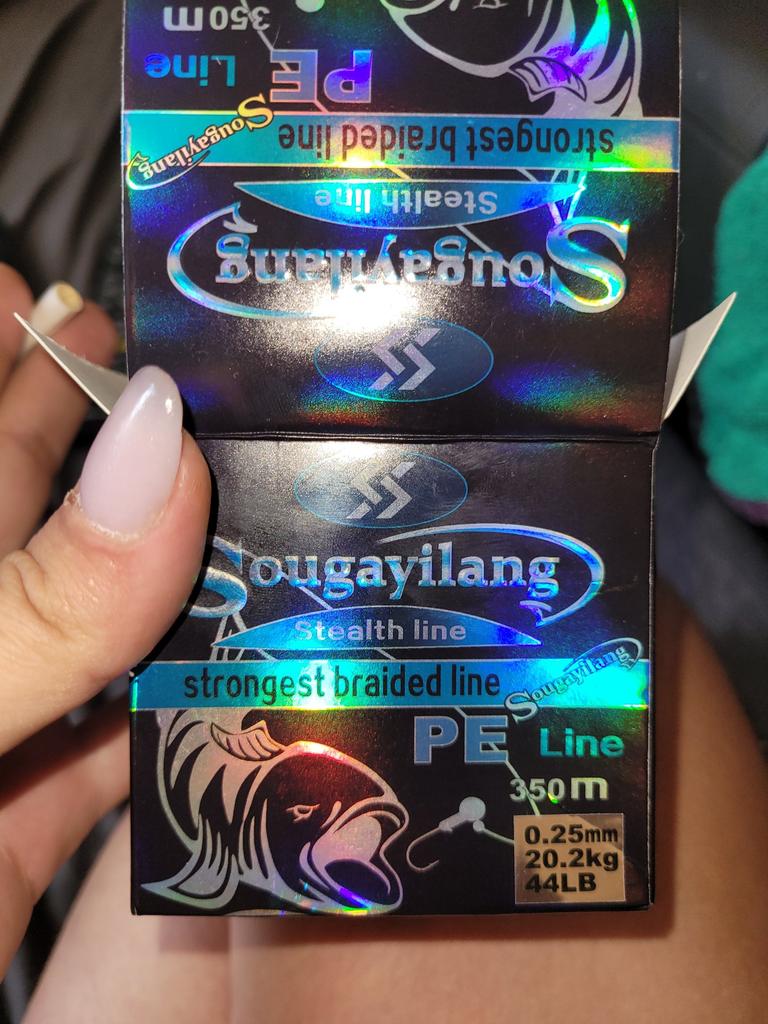 350m
PE Line
strongest braided line Sougayilang
Stealth line
Sougayilang
Sougayilang
Stealth line
strongest braided line Sougayilang
PE Line
350m
0.25mm
20.2kg
44LB